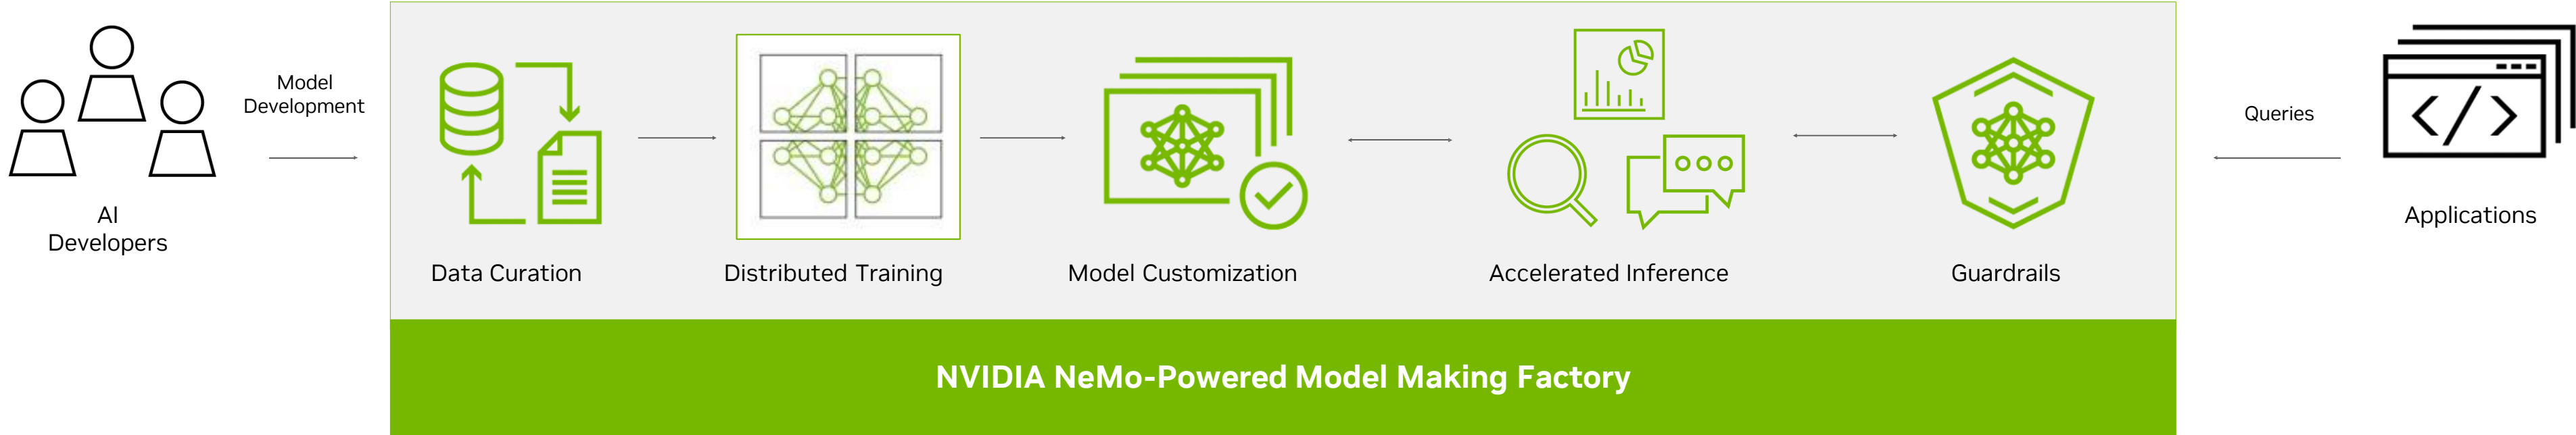 Model
Development
AI
Developers
Data Curation
Distributed Training
Model Customization
Accelerated Inference
Guardrails
Queries
</>
Applications
NVIDIA NeMo-Powered Model Making Factory